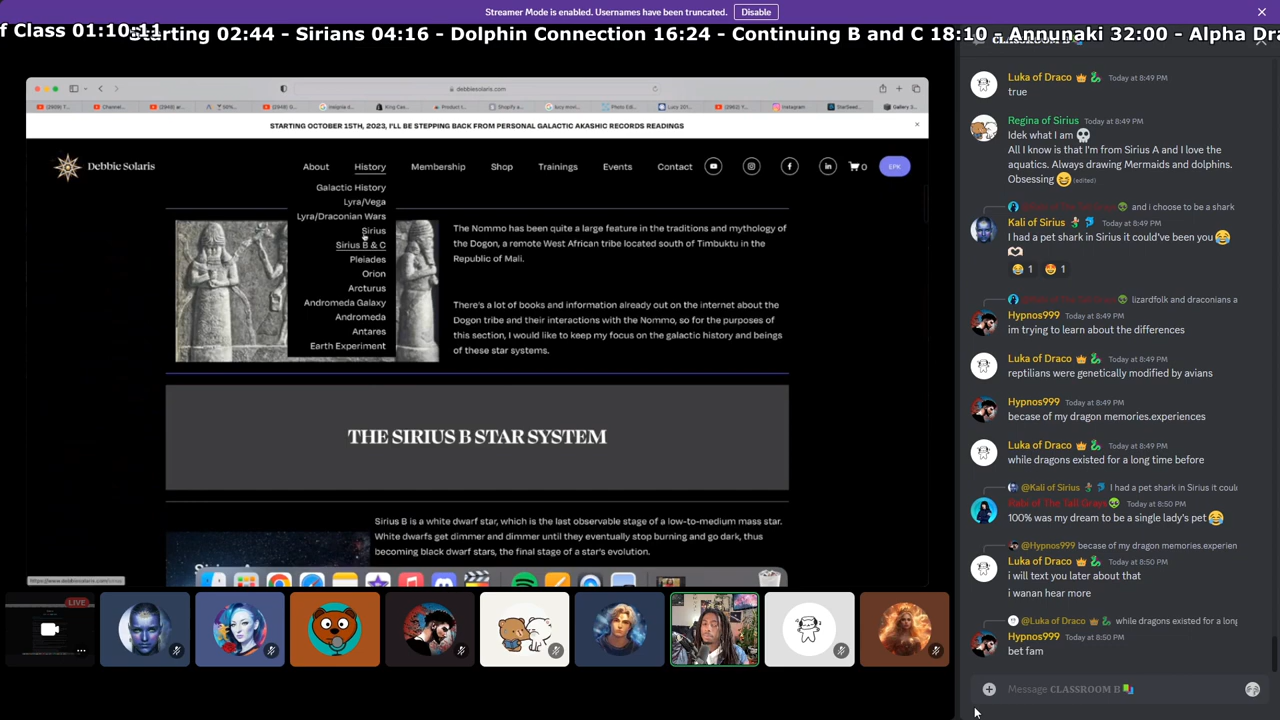 Streamer Mode is enabled. Usernames have been truncated.
Disable
f Class 01:10:11
Starting 02:44 - Sirians 04:16 - Dolphin Connection 16:24 - Continuing B and C 18:10 - Annunaki 32:00 - Alpha Dra
CLASSROOM B
debbiesolaris.com
STARTING OCTOBER 15TH, 2023, I'LL BE STEPPING BACK FROM PERSONAL GALACTIC AKASHIC RECORDS READINGS
Debbie Solaris
About
History
Membership
Shop
Trainings
Events
Contact
0
EPK
Galactic History
Lyra/Vega
Lyra/Draconian Wars
Sirius
Sirius B & C
Pleiades
Orion
Arcturus
Andromeda Galaxy
Andromeda
Antares
Earth Experiment
The Nommo has been quite a large feature in the traditions and mythology of
the Dogon, a remote West African tribe located south of Timbuktu in the
Republic of Mali.
There's a lot of books and information already out on the internet about the
Dogon tribe and their interactions with the Nommo, so for the purposes of
this section, I would like to keep my focus on the galactic history and beings
of these star systems.
THE SIRIUS B STAR SYSTEM
Sirius B is a white dwarf star, which is the last observable stage of a low-to-medium mass star.
White dwarfs get dimmer and dimmer until they eventually stop burning and go dark, thus
becoming black dwarf stars, the final stage of a star's evolution.
LIVE
Luka of Draco Today at 8:49 PM
true
Regina of Sirius Today at 8:49 PM
Idek what I am
All I know is that I'm from Sirius A and I love the
aquatics. Always drawing Mermaids and dolphins.
Obsessing (edited)
and i choose to be a shark
Kali of Sirius Today at 8:49 PM
I had a pet shark in Sirius it could've been you
1 1
lizardfolk and draconians a
Hypnos999 Today at 8:49 PM
im trying to learn about the differences
Luka of Draco Today at 8:49 PM
reptilians were genetically modified by avians
Hypnos999 Today at 8:49 PM
becase of my dragon memories.experiences
Luka of Draco Today at 8:49 PM
while dragons existed for a long time before
@Kali of Sirius I had a pet shark in Sirius it coul
of The Tall Grays Today at 8:50 PM
100% was my dream to be a single lady's pet
@Hypnos999 becase of my dragon memories.experien
Luka of Draco Today at 8:50 PM
i will text you later about that
i wanan hear more
@Luka of Draco while dragons existed for a long
Hypnos999 Today at 8:50 PM
bet fam
Message CLASSROOM B